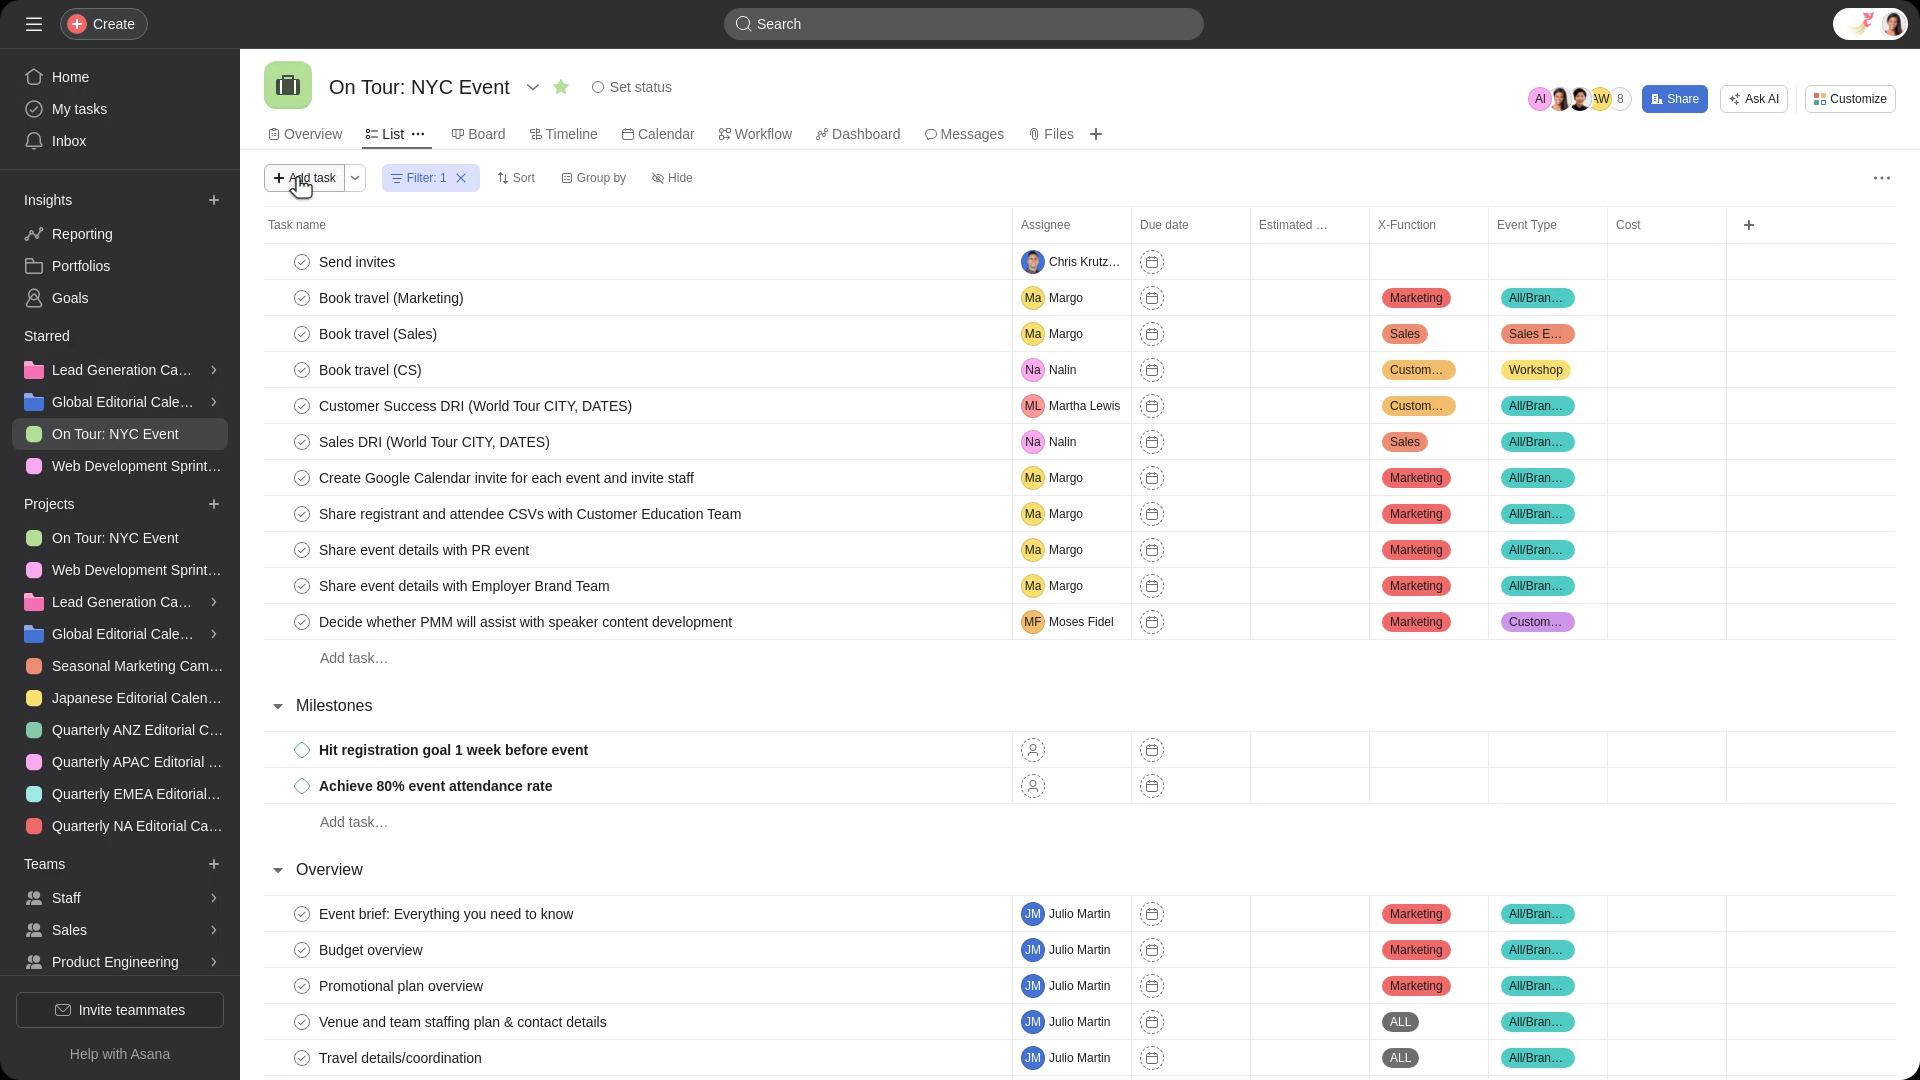 Create
Search
Home
My tasks
Inbox
Insights
Reporting
Portfolios
Goals
Starred
Lead Generation Ca...
Global Editorial Cale...
On Tour: NYC Event
Web Development Sprint...
Projects
On Tour: NYC Event
Web Development Sprint...
Lead Generation Ca...
Global Editorial Cale...
Seasonal Marketing Cam...
Japanese Editorial Calen...
Quarterly ANZ Editorial C...
Quarterly APAC Editorial ...
Quarterly EMEA Editorial...
Quarterly NA Editorial Ca...
Teams
Staff
Sales
Product Engineering
Invite teammates
Help with Asana
On Tour: NYC Event Set status
AI AW 8 Share Ask AI Customize
Overview List Board Timeline Calendar Workflow Dashboard Messages Files
Add task Filter: 1 Sort Group by Hide
Task name Assignee Due date Estimated ... X-Function Event Type Cost
Send invites Chris Krutz...
Book travel (Marketing) Ma Margo Marketing All/Bran...
Book travel (Sales) Ma Margo Sales Sales E...
Book travel (CS) Na Nalin Custom... Workshop
Customer Success DRI (World Tour CITY, DATES) ML Martha Lewis Custom... All/Bran...
Sales DRI (World Tour CITY, DATES) Na Nalin Sales All/Bran...
Create Google Calendar invite for each event and invite staff Ma Margo Marketing All/Bran...
Share registrant and attendee CSVs with Customer Education Team Ma Margo Marketing All/Bran...
Share event details with PR event Ma Margo Marketing All/Bran...
Share event details with Employer Brand Team Ma Margo Marketing All/Bran...
Decide whether PMM will assist with speaker content development MF Moses Fidel Marketing Custom...
Add task...
Milestones
Hit registration goal 1 week before event
Achieve 80% event attendance rate
Add task...
Overview
Event brief: Everything you need to know JM Julio Martin Marketing All/Bran...
Budget overview JM Julio Martin Marketing All/Bran...
Promotional plan overview JM Julio Martin Marketing All/Bran...
Venue and team staffing plan & contact details JM Julio Martin ALL All/Bran...
Travel details/coordination JM Julio Martin ALL All/Bran...